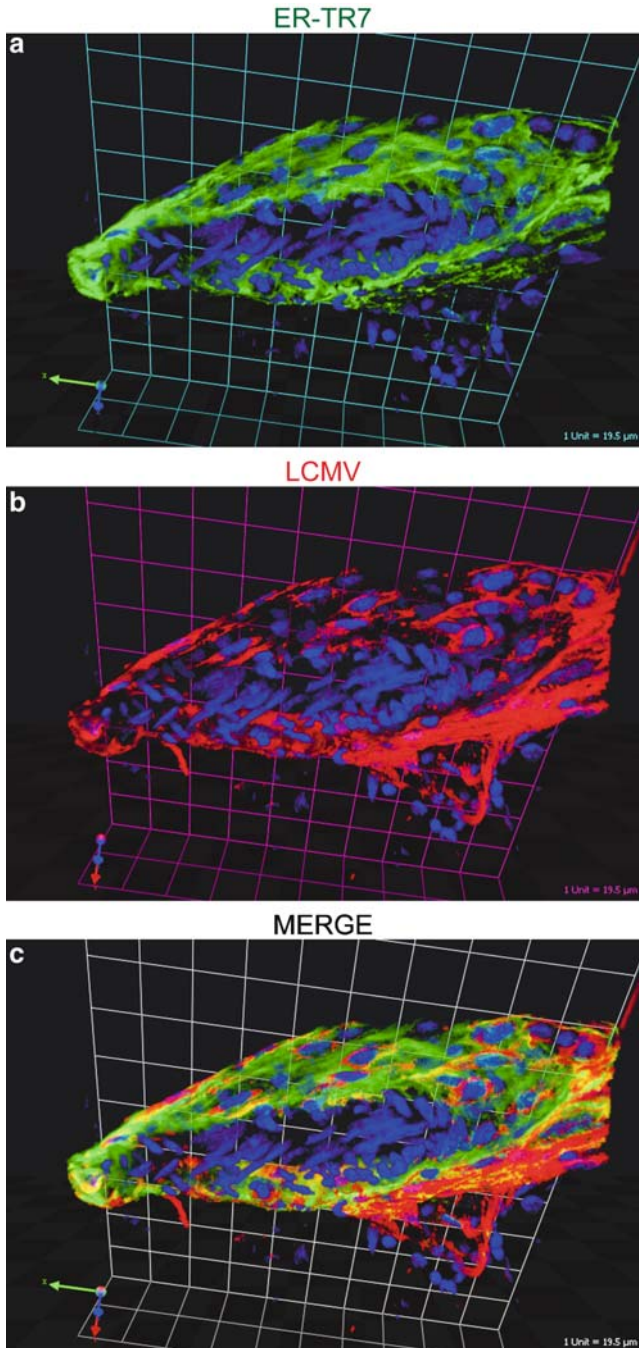 ER-TR7
a
x
1 Unit = 19.5 µm
LCMV
b
1 Unit = 19.5 µm
MERGE
c
x
1 Unit = 19.5 µm